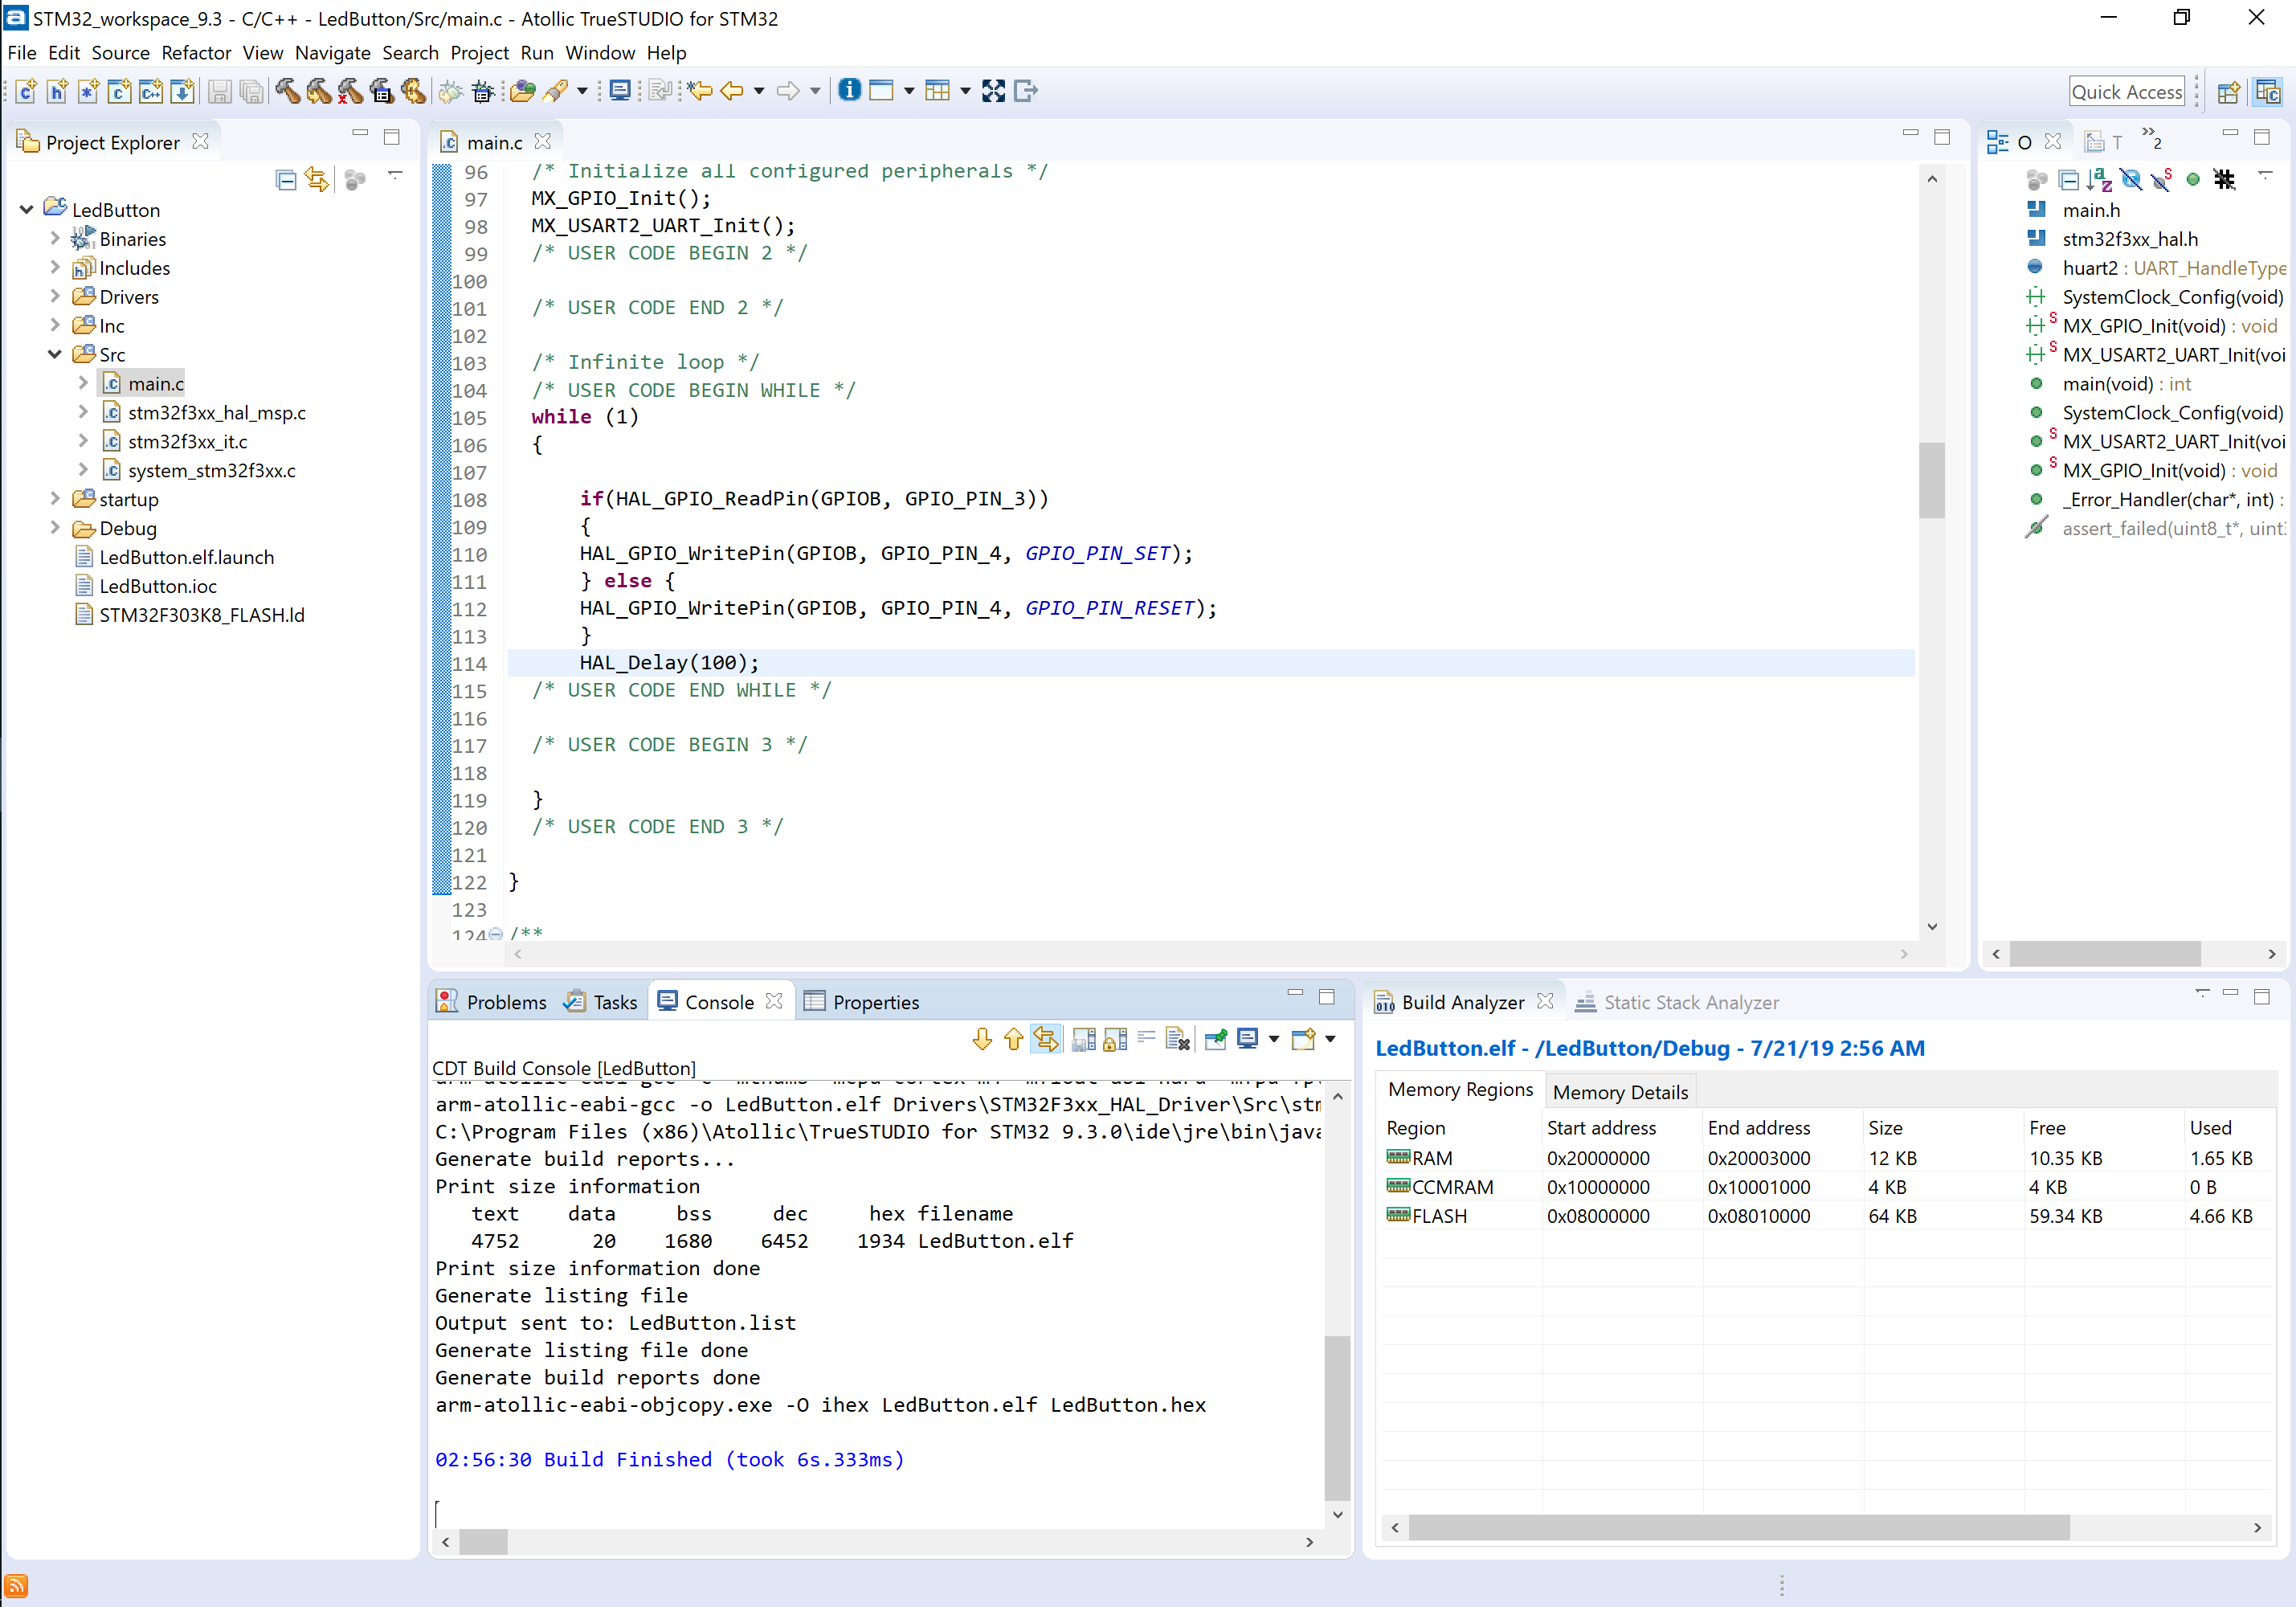 STM32_workspace_9.3 - C/C++ - LedButton/Src/main.c - Atollic TrueSTUDIO for STM32
File Edit Source Refactor View Navigate Search Project Run Window Help
Quick Access
Project Explorer
LedButton
Binaries
Includes
Drivers
Inc
Src
main.c
stm32f3xx_hal_msp.c
stm32f3xx_it.c
system_stm32f3xx.c
startup
Debug
LedButton.elf.launch
LedButton.ioc
STM32F303K8_FLASH.ld
main.c
96 /* Initialize all configured peripherals */
97 MX_GPIO_Init();
98 MX_USART2_UART_Init();
99 /* USER CODE BEGIN 2 */
100
101 /* USER CODE END 2 */
102
103 /* Infinite loop */
104 /* USER CODE BEGIN WHILE */
105 while (1)
106 {
107
108 if(HAL_GPIO_ReadPin(GPIOB, GPIO_PIN_3))
109 {
110 HAL_GPIO_WritePin(GPIOB, GPIO_PIN_4, GPIO_PIN_SET);
111 } else {
112 HAL_GPIO_WritePin(GPIOB, GPIO_PIN_4, GPIO_PIN_RESET);
113 }
114 HAL_Delay(100);
115 /* USER CODE END WHILE */
116
117 /* USER CODE BEGIN 3 */
118
119 }
120 /* USER CODE END 3 */
121
122 }
123
124 /**
O T 2
main.h
stm32f3xx_hal.h
huart2 : UART_HandleType
SystemClock_Config(void)
MX_GPIO_Init(void) : void
MX_USART2_UART_Init(voi
main(void) : int
SystemClock_Config(void)
MX_USART2_UART_Init(voi
MX_GPIO_Init(void) : void
_Error_Handler(char*, int) :
assert_failed(uint8_t*, uint
Problems Tasks Console Properties
CDT Build Console [LedButton]
arm-atollic-eabi-gcc -o LedButton.elf Drivers\STM32F3xx_HAL_Driver\Src\stm
C:\Program Files (x86)\Atollic\TrueSTUDIO for STM32 9.3.0\ide\jre\bin\java
Generate build reports...
Print size information
text data bss dec hex filename
4752 20 1680 6452 1934 LedButton.elf
Print size information done
Generate listing file
Output sent to: LedButton.list
Generate listing file done
Generate build reports done
arm-atollic-eabi-objcopy.exe -O ihex LedButton.elf LedButton.hex
02:56:30 Build Finished (took 6s.333ms)
Build Analyzer Static Stack Analyzer
LedButton.elf - /LedButton/Debug - 7/21/19 2:56 AM
Memory Regions Memory Details
Region Start address End address Size Free Used
RAM 0x20000000 0x20003000 12 KB 10.35 KB 1.65 KB
CCMRAM 0x10000000 0x10001000 4 KB 4 KB 0 B
FLASH 0x08000000 0x08010000 64 KB 59.34 KB 4.66 KB